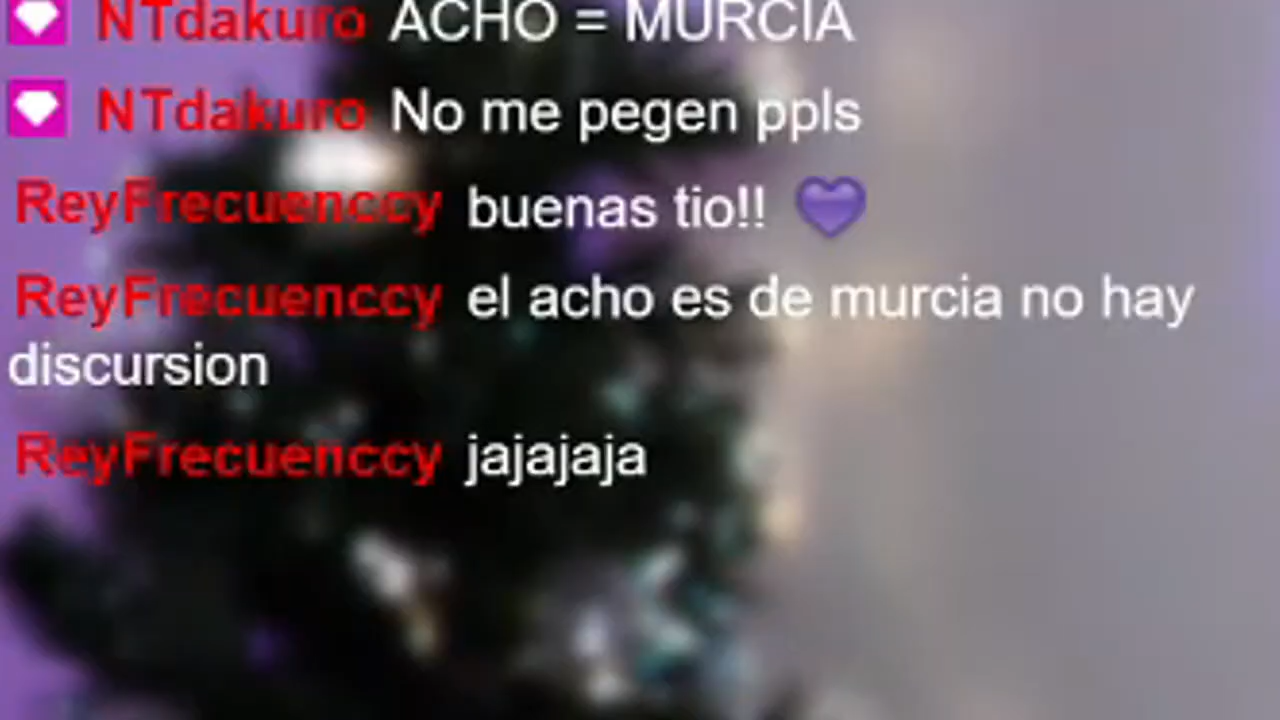 NTdakuro ACHO = MURCIA
NTdakuro No me pegen ppls
ReyFrecuenccy buenas tio!! 💜
ReyFrecuenccy el acho es de murcia no hay
discursion
ReyFrecuenccy jajajaja